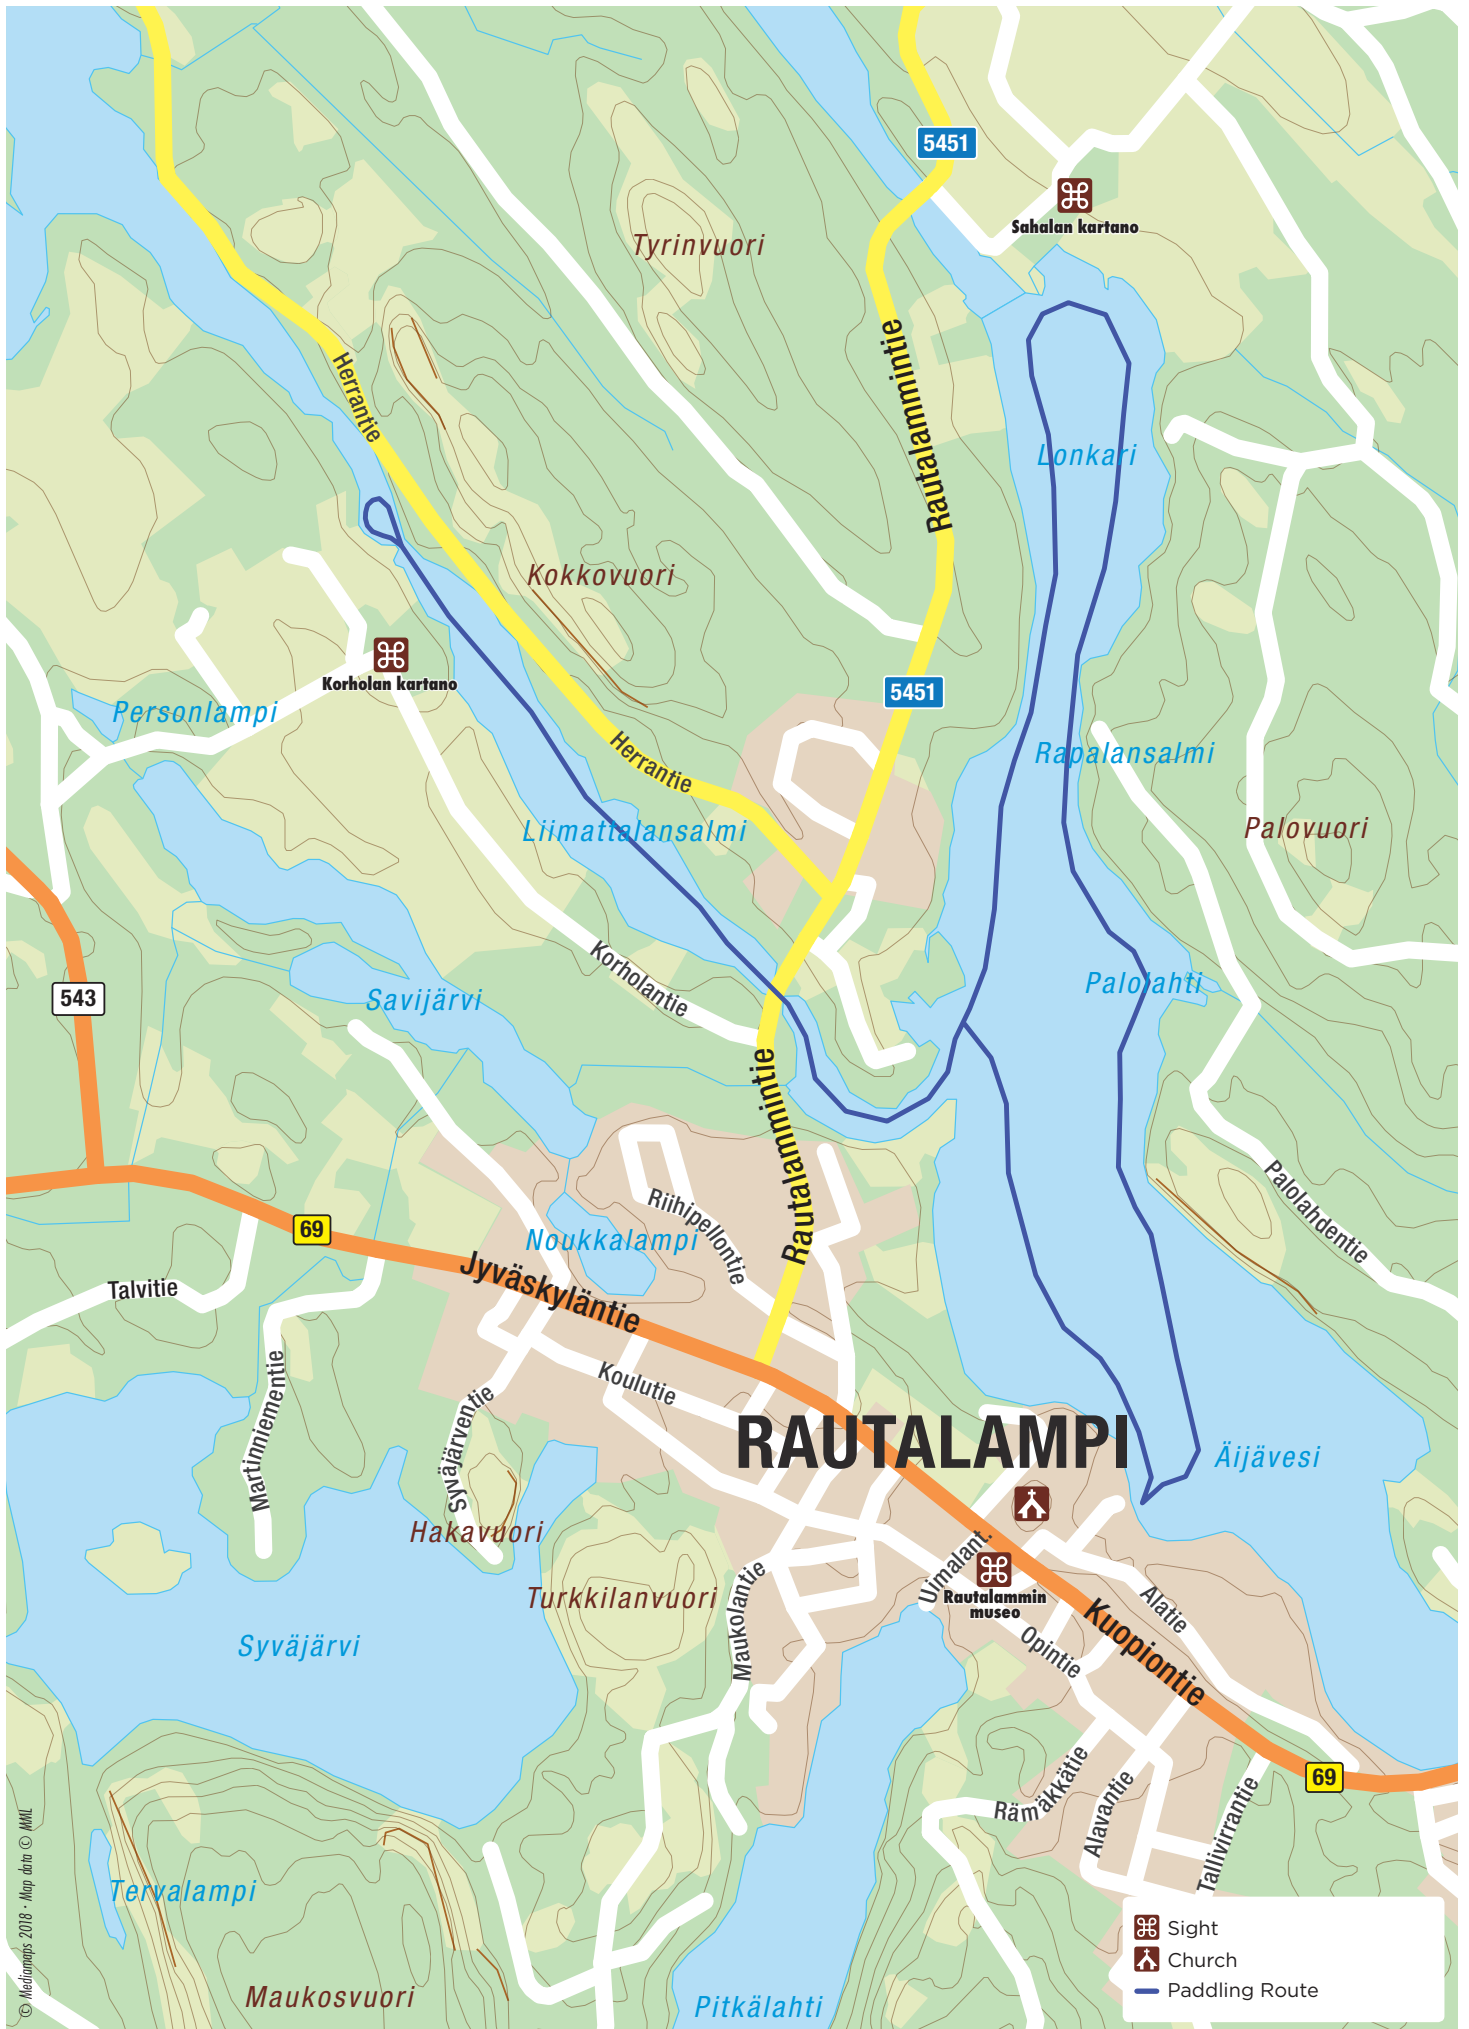 5451
Sahalan kartano
Tyrinvuori
Rautalammintie
Herrantie
Lonkari
Kokkovuori
Korholan kartano
5451
Personlampi
Herrantie
Rapalansalmi
Liimattalansalmi
Palovuori
Korholantie
Palolahti
543
Savijärvi
Rautalammintie
Palolahdentie
Riihipellontie
69
Noukkalampi
Jyväskyläntie
Talvitie
Martinniementie
Syväjärventie
Koulutie
RAUTALAMPI
Äijävesi
Hakavuori
Uimalant.
Turkkilanvuori
Maukolantie
Rautalammin
museo
Alatie
Kuopiontie
Opintie
Syväjärvi
Rämäkkätie
Alavantie
Tallivirrantie
69
Tervalampi
Maukosvuori
Pitkälahti
Sight
Church
Paddling Route
© Mediamaps 2018 · Map data © MML